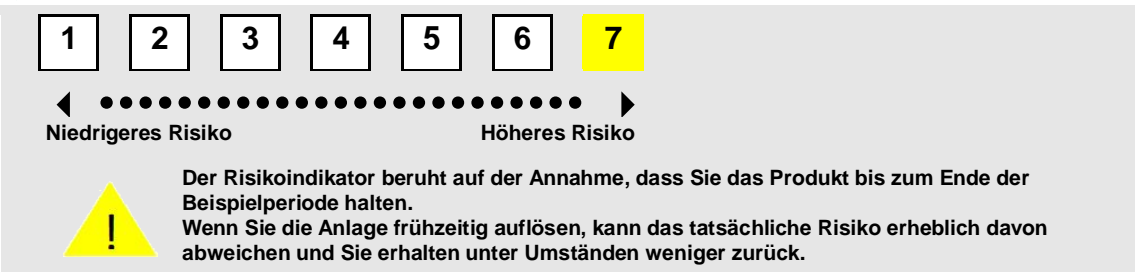 1 2 3 4 5 6 7
Niedrigeres Risiko Höheres Risiko
Der Risikoindikator beruht auf der Annahme, dass Sie das Produkt bis zum Ende der
Beispielperiode halten.
Wenn Sie die Anlage frühzeitig auflösen, kann das tatsächliche Risiko erheblich davon
abweichen und Sie erhalten unter Umständen weniger zurück.
!